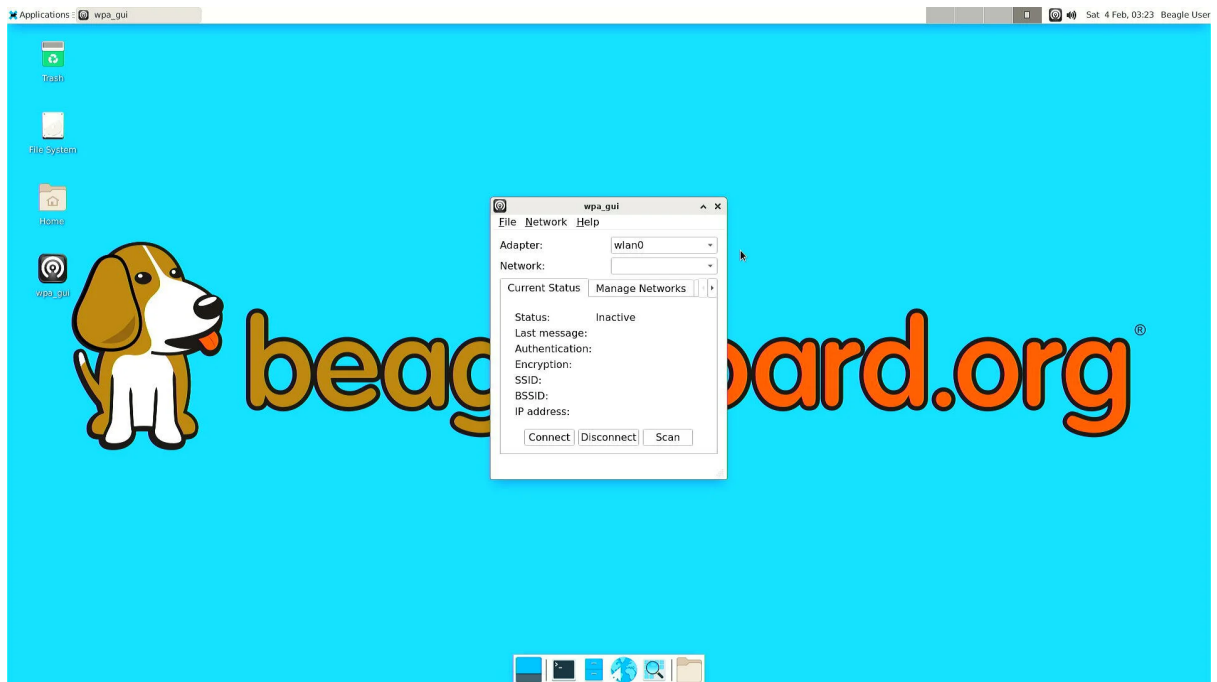 Applications
wpa_gui
Sat 4 Feb, 03:23 Beagle User
Trash
File System
Home
wpa_gui
wpa_gui
File Network Help
Adapter: wlan0
Network:
Current Status Manage Networks
Status: Inactive
Last message:
Authentication:
Encryption:
SSID:
BSSID:
IP address:
Connect Disconnect Scan
beag
oard.org®